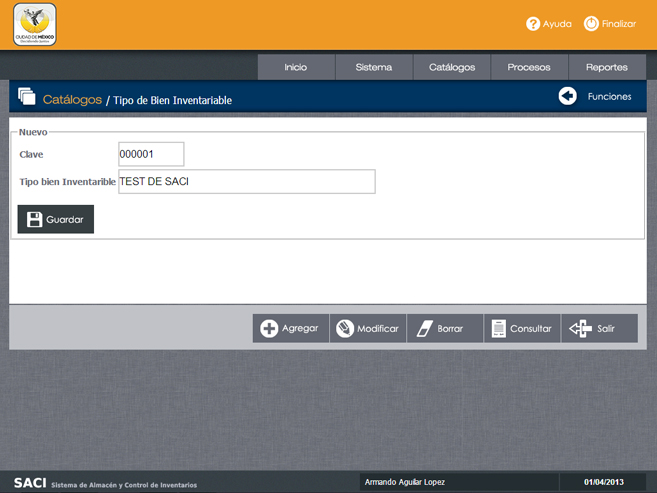 CIUDAD DE MÉXICO
Ayuda
Finalizar
Inicio
Sistema
Catálogos
Procesos
Reportes
Catálogos / Tipo de Bien Inventariable
Funciones
Nuevo
Clave
000001
Tipo bien Inventarible
TEST DE SACI
Guardar
Agregar
Modificar
Borrar
Consultar
Salir
SACI Sistema de Almacén y Control de Inventarios
Armando Aguilar Lopez
01/04/2013